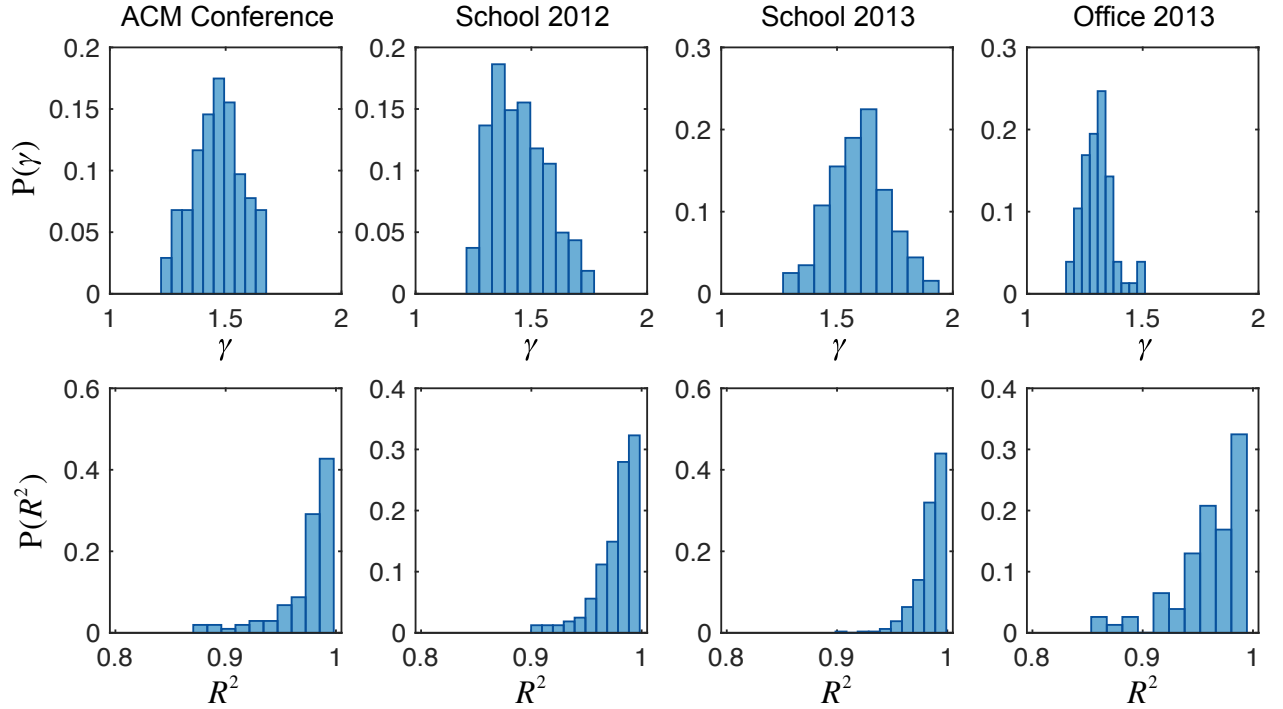 ACM Conference School 2012 School 2013 Office 2013
0.2 0.2 0.3 0.3
0.15 0.15
0.2 0.2
P(γ) 0.1 0.1
0.1 0.1
0.05 0.05
0 0 0 0
1 1.5 2 1 1.5 2 1 1.5 2 1 1.5 2
γ γ γ γ
0.6 0.4 0.6 0.4
0.3 0.3
0.4 0.4
P(R²) 0.2 0.2
0.2 0.2
0.1 0.1
0 0 0 0
0.8 0.9 1 0.8 0.9 1 0.8 0.9 1 0.8 0.9 1
R² R² R² R²